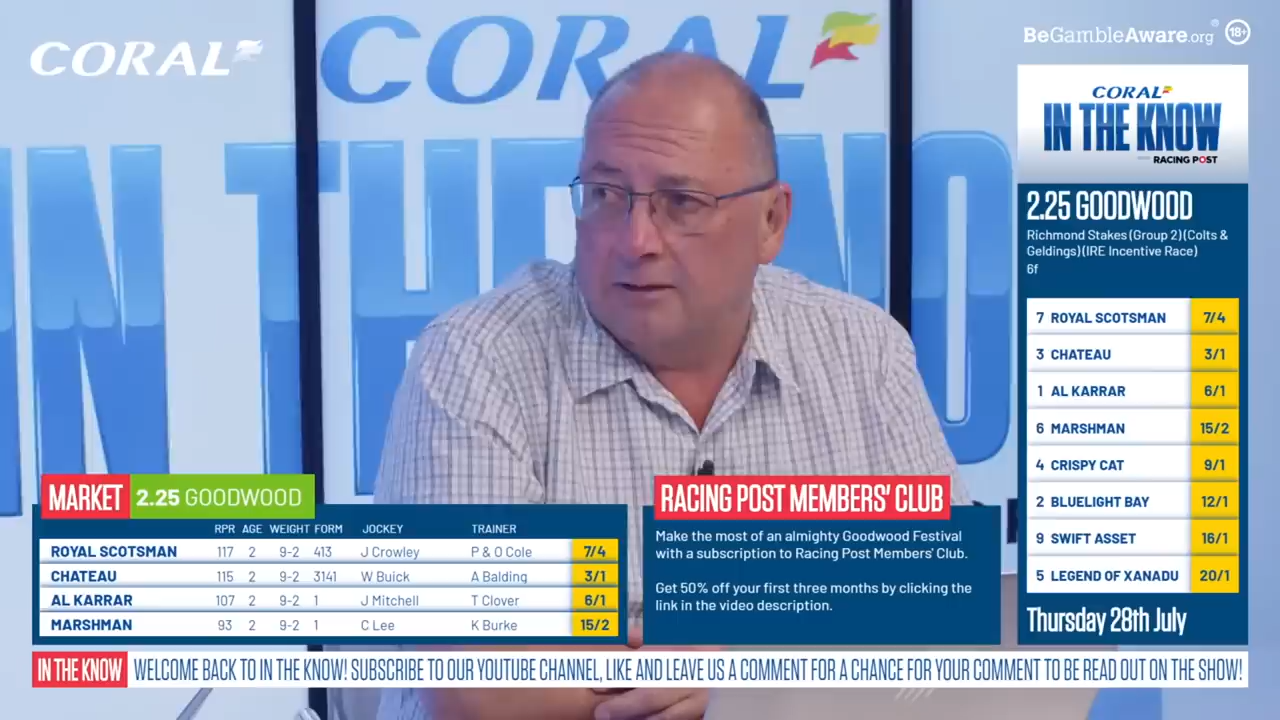 CORAL
CORAL
IN THE KNO
BeGambleAware.org 18+
CORAL
IN THE KNOW
RACING POST
2.25 GOODWOOD
Richmond Stakes (Group 2) (Colts &
Geldings) (IRE Incentive Race)
6f
7 ROYAL SCOTSMAN 7/4
3 CHATEAU 3/1
1 AL KARRAR 6/1
6 MARSHMAN 15/2
4 CRISPY CAT 9/1
2 BLUELIGHT BAY 12/1
9 SWIFT ASSET 16/1
5 LEGEND OF XANADU 20/1
Thursday 28th July
MARKET 2.25 GOODWOOD
RPR AGE WEIGHT FORM JOCKEY TRAINER
ROYAL SCOTSMAN 117 2 9-2 413 J Crowley P & O Cole 7/4
CHATEAU 115 2 9-2 3141 W Buick A Balding 3/1
AL KARRAR 107 2 9-2 1 J Mitchell T Clover 6/1
MARSHMAN 93 2 9-2 1 C Lee K Burke 15/2
RACING POST MEMBERS' CLUB
Make the most of an almighty Goodwood Festival
with a subscription to Racing Post Members' Club.
Get 50% off your first three months by clicking the
link in the video description.
IN THE KNOW WELCOME BACK TO IN THE KNOW! SUBSCRIBE TO OUR YOUTUBE CHANNEL, LIKE AND LEAVE US A COMMENT FOR A CHANCE FOR YOUR COMMENT TO BE READ OUT ON THE SHOW!